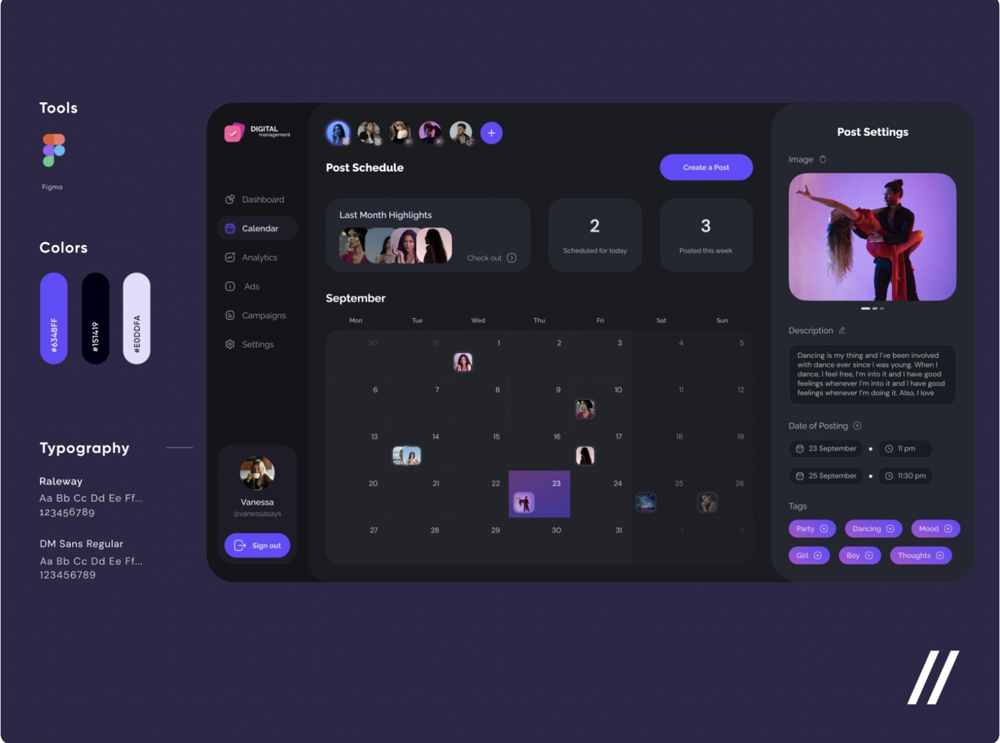 Tools
Figma
Colors
#634BFF
#151419
#E0DDFA
Typography
Raleway
Aa Bb Cc Dd Ee Ff...
123456789
DM Sans Regular
Aa Bb Cc Dd Ee Ff...
123456789
DIGITAL
management
Dashboard
Calendar
Analytics
Ads
Campaigns
Settings
Vanessa
@vanessasays
Sign out
Post Schedule
Create a Post
Last Month Highlights
Check out
2
Scheduled for today
3
Posted this week
September
Mon Tue Wed Thu Fri Sat Sun
30 31 1 2 3 4 5
6 7 8 9 10 11 12
13 14 15 16 17 18 19
20 21 22 23 24 25 26
27 28 29 30 31 1 2
Post Settings
Image
Description
Dancing is my thing and I've been involved
with dance ever since I was young. When I
dance, I feel free, I'm into it and I have good
feelings whenever I'm into it and I have good
feelings whenever I'm doing it. Also, I love
Date of Posting
23 September • 11 pm
25 September • 11:30 pm
Tags
Party Dancing Mood
Girl Boy Thoughts